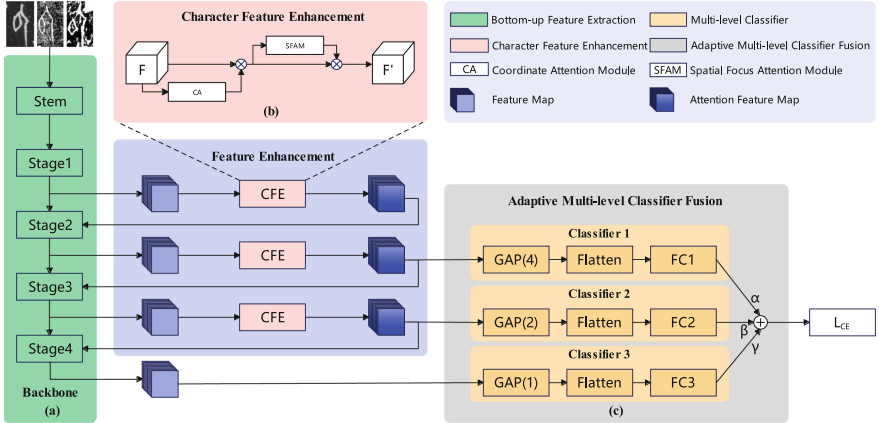 Character Feature Enhancement
F
CA
SFAM
F'
(b)
Bottom-up Feature Extraction
Multi-level Classifier
Character Feature Enhancement
Adaptive Multi-level Classifier Fusion
CA
Coordinate Attention Module
SFAM
Spatial Focus Attention Module
Feature Map
Attention Feature Map
Stem
Stage1
Stage2
Stage3
Stage4
Backbone
(a)
Feature Enhancement
CFE
CFE
CFE
Adaptive Multi-level Classifier Fusion
Classifier 1
GAP(4)
Flatten
FC1
Classifier 2
GAP(2)
Flatten
FC2
Classifier 3
GAP(1)
Flatten
FC3
α
β
γ
(c)
L_CE